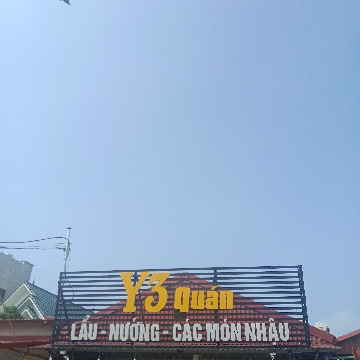 Y3 quán
LẨU - NƯỚNG CÁC MÓN NHẬU